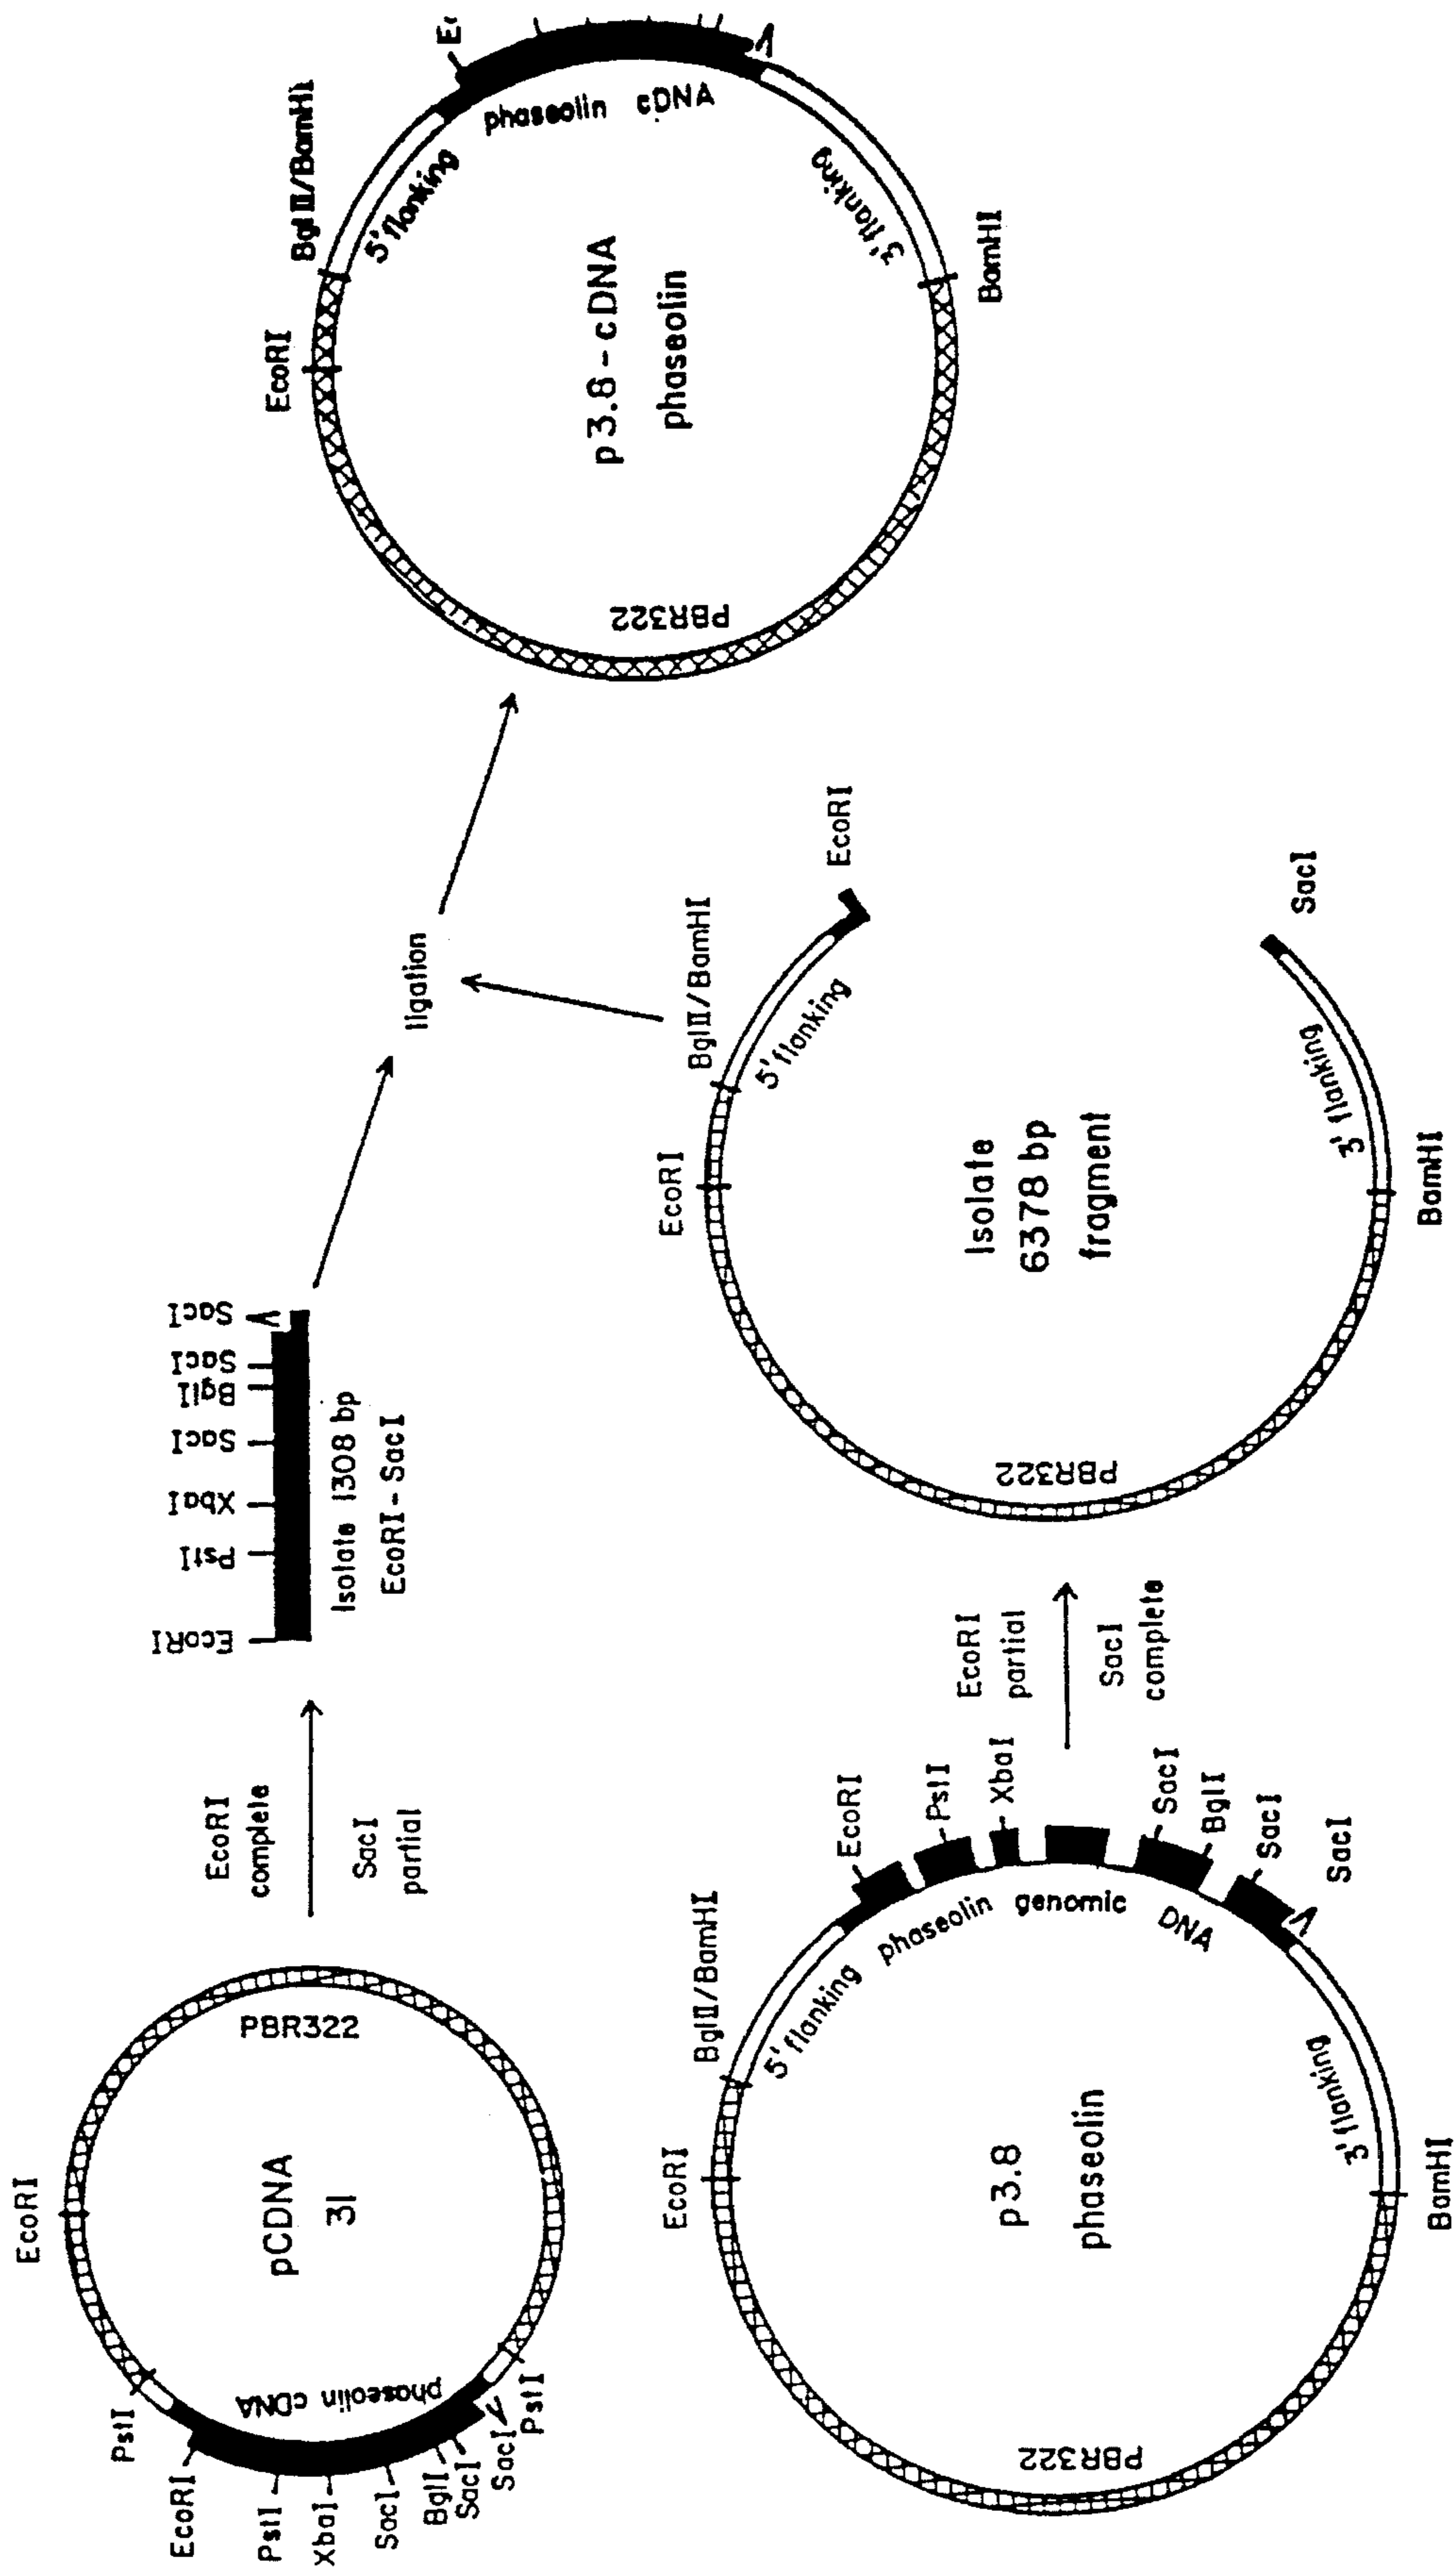 EcoRI
pCDNA
31
PBR322
PstI
EcoRI
PstI
XbaI
SacI
BglI
SacI
SacI
PstI
phaseolin cDNA
EcoRI
complete
SacI
partial
EcoRI
PstI
XbaI
SacI
BglI
SacI
SacI
Isolate 1308 bp
EcoRI-SacI
ligation
BglII/BamHI
EcoRI
p3.8
phaseolin
PBR322
5' flanking
phaseolin genomic DNA
3' flanking
EcoRI
PstI
XbaI
SacI
BglI
SacI
SacI
BamHI
EcoRI
partial
SacI
complete
BglII/BamHI
EcoRI
EcoRI
5' flanking
Isolate
6378 bp
fragment
PBR322
3' flanking
SacI
BamHI
BglII/BamHI
EcoRI
5' flanking
phaseolin cDNA
p3.8-cDNA
phaseolin
PBR322
3' flanking
BamHI